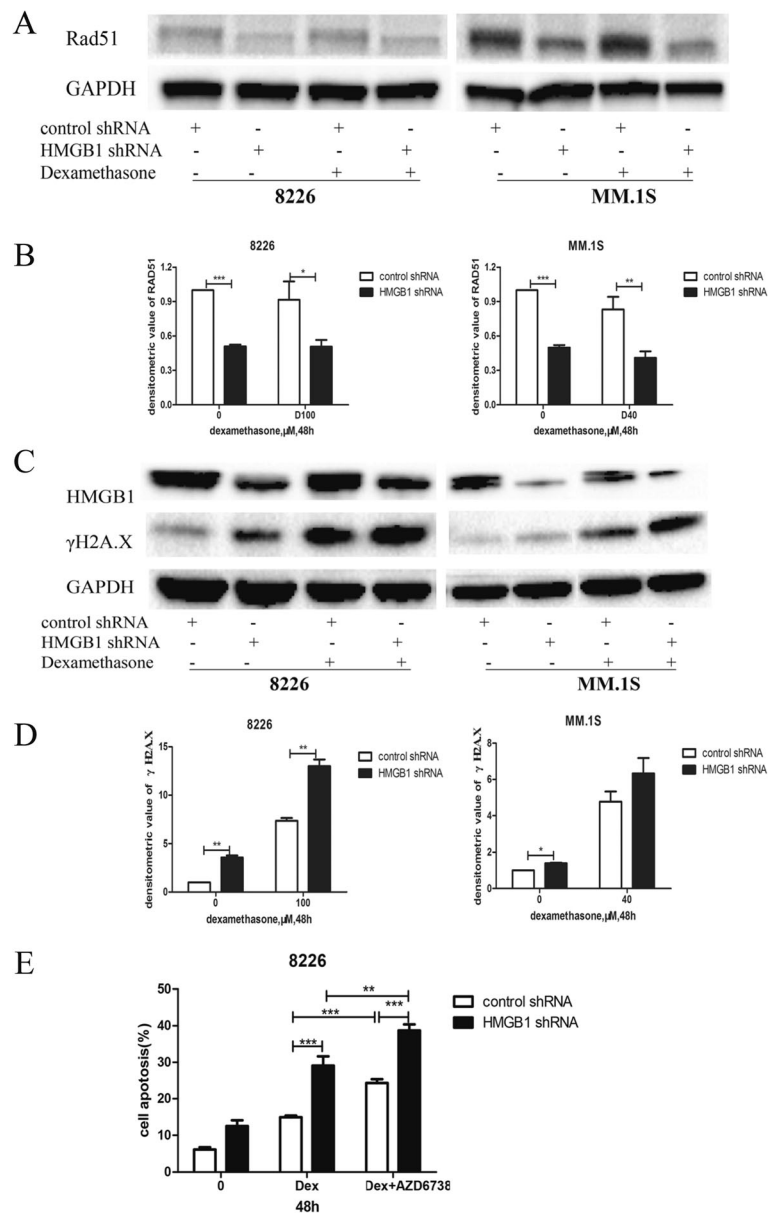 A
Rad51
GAPDH
control shRNA + - + - + - + -
HMGB1 shRNA - + - + - + - +
Dexamethasone - - + + - - + +
8226 MM.1S
B
8226
densitometric value of RAD51
1.2
0.9
0.6
0.3
0.0
*** *
0 D100
dexamethasone,μM,48h
control shRNA
HMGB1 shRNA
MM.1S
densitometric value of RAD51
1.2
0.9
0.6
0.3
0.0
*** **
0 D40
dexamethasone,μM,48h
control shRNA
HMGB1 shRNA
C
HMGB1
γH2A.X
GAPDH
control shRNA + - + - + - + -
HMGB1 shRNA - + - + - + - +
Dexamethasone - - + + - - + +
8226 MM.1S
D
8226
densitometric value of γ H2A.X
15
10
5
0
** **
0 100
dexamethasone,μM,48h
control shRNA
HMGB1 shRNA
MM.1S
densitometric value of γ H2A.X
8
6
4
2
0
*
0 40
dexamethasone,μM,48h
control shRNA
HMGB1 shRNA
E
8226
cell apotosis(%)
50
40
30
20
10
0
**
*** ***
***
0 Dex Dex+AZD6738
48h
control shRNA
HMGB1 shRNA